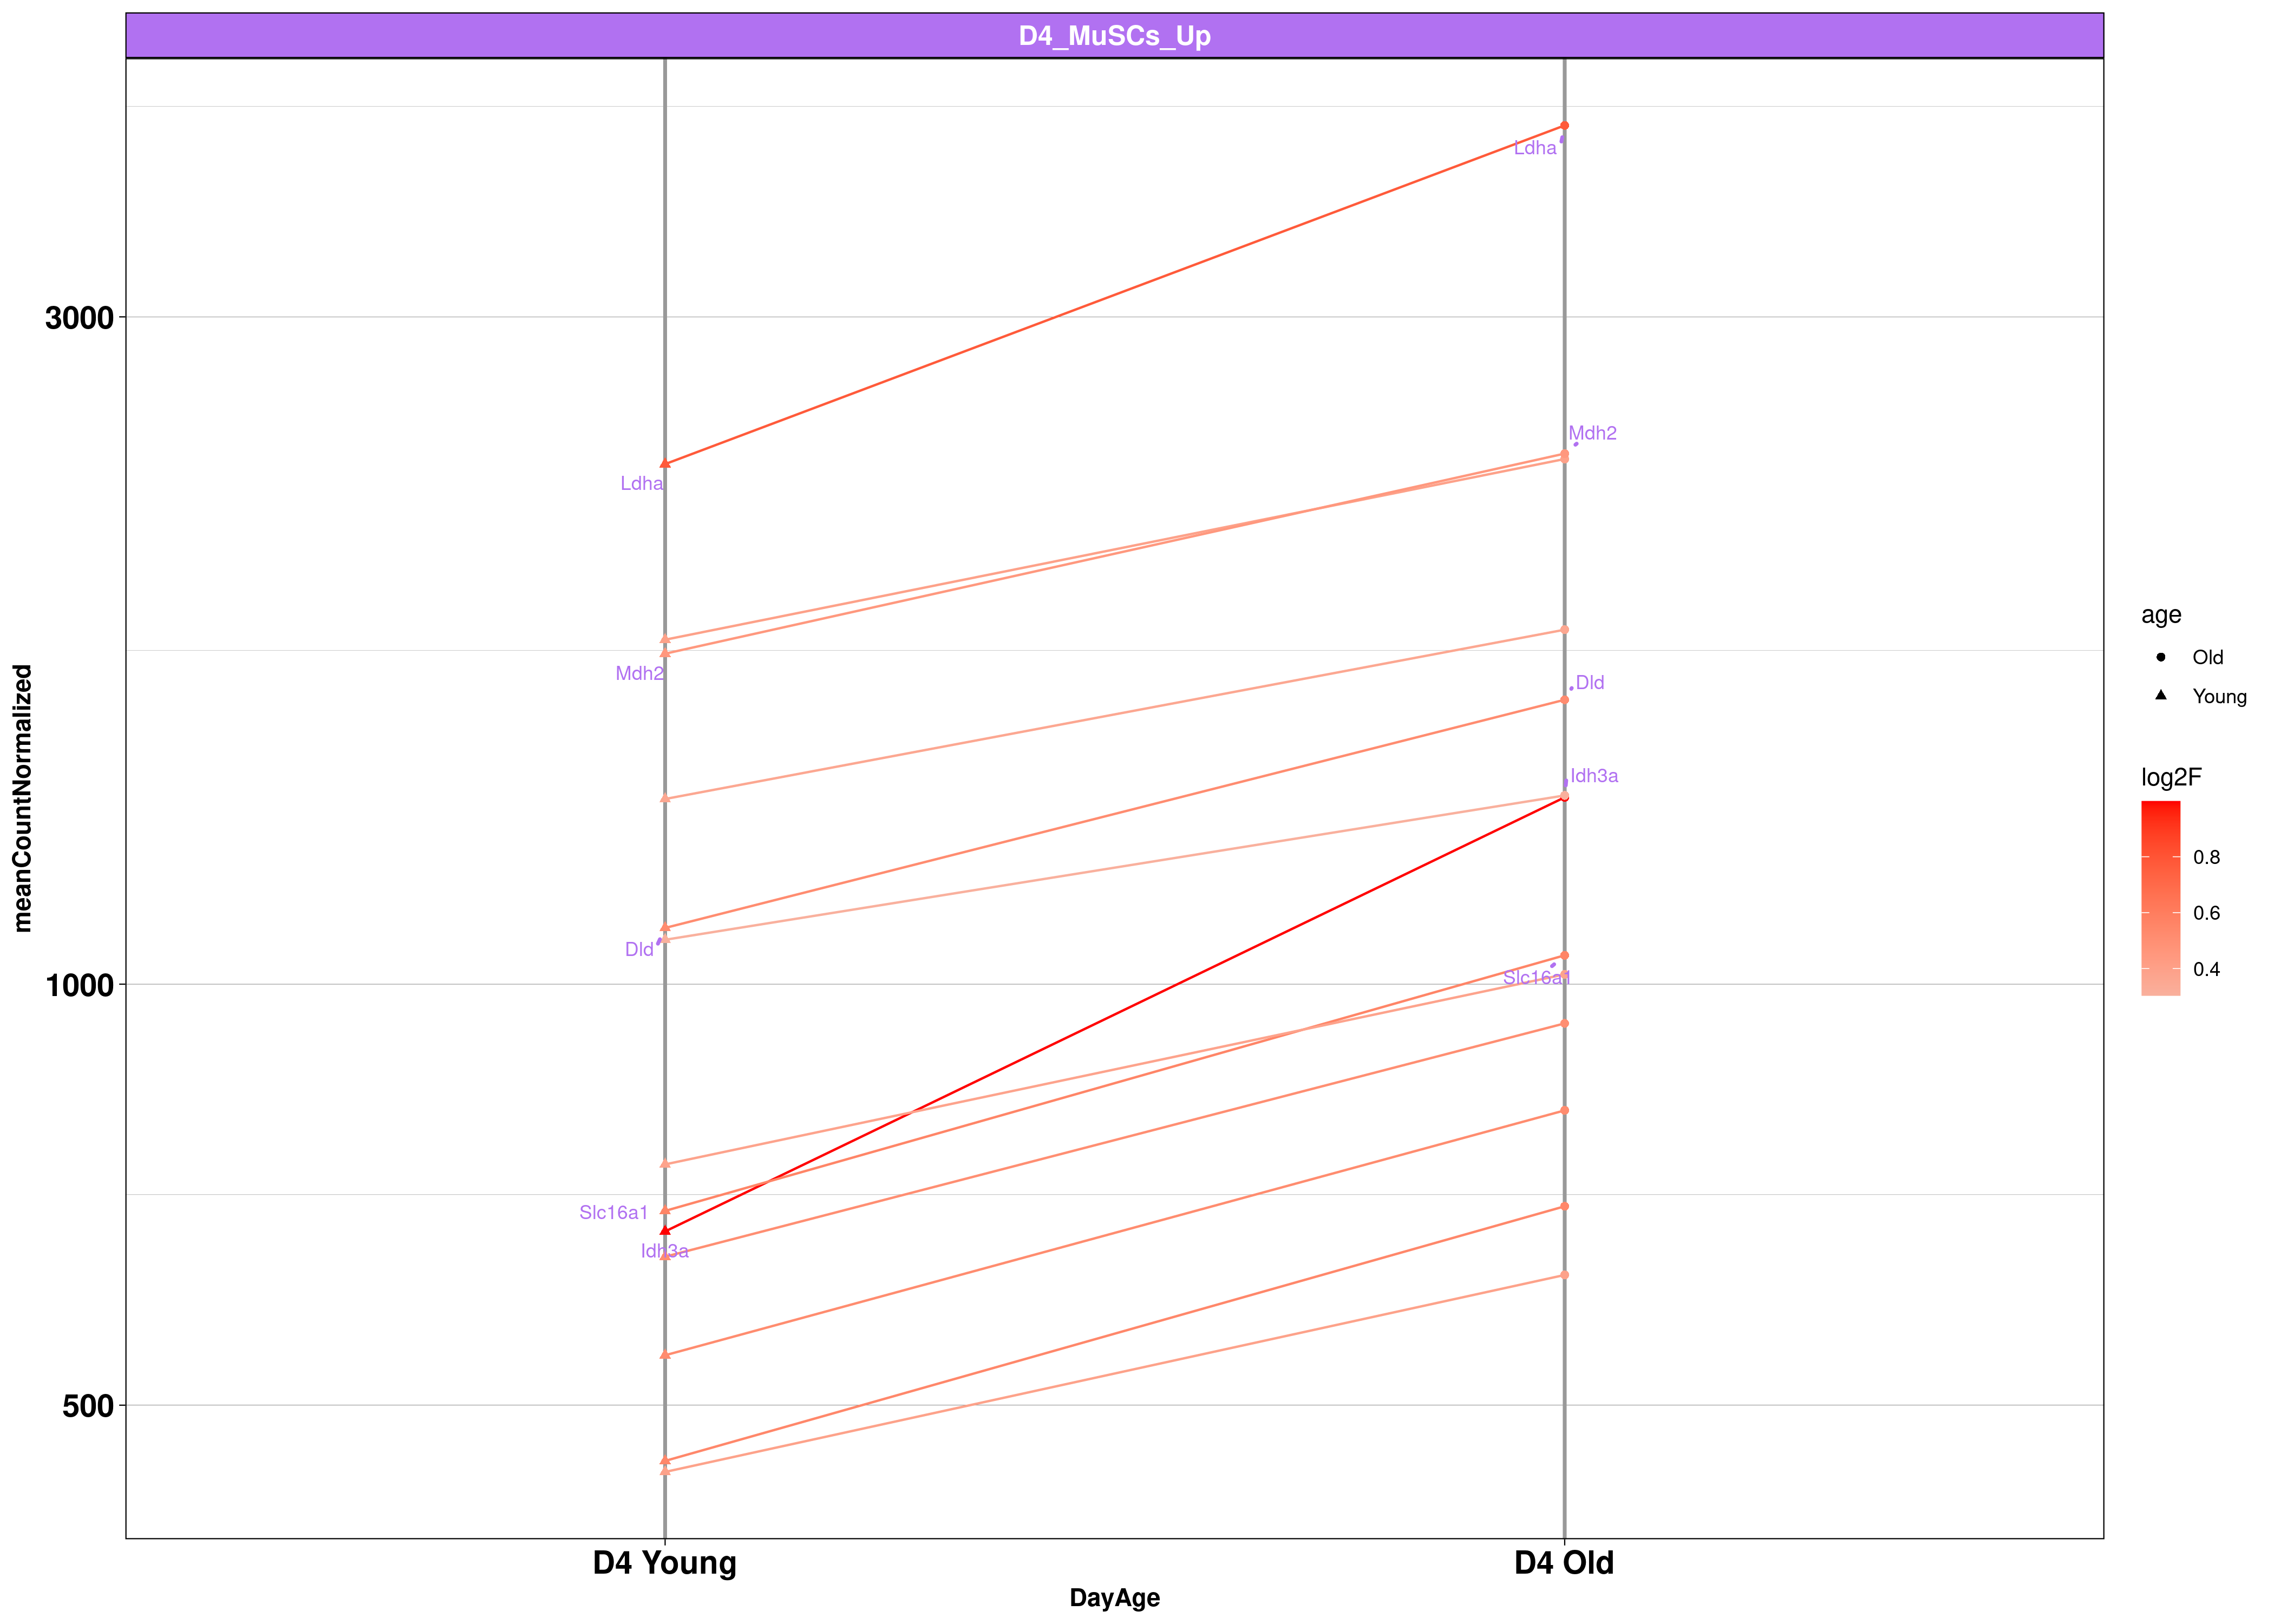 D4_MuSCs_Up
meanCountNormalized
3000
1000
500
Ldha
Ldha
Mdh2
Mdh2
Dld
Idh3a
Dld
Slc16a1
Slc16a1
Idh3a
D4 Young
D4 Old
DayAge
age
Old
Young
log2F
0.8
0.6
0.4